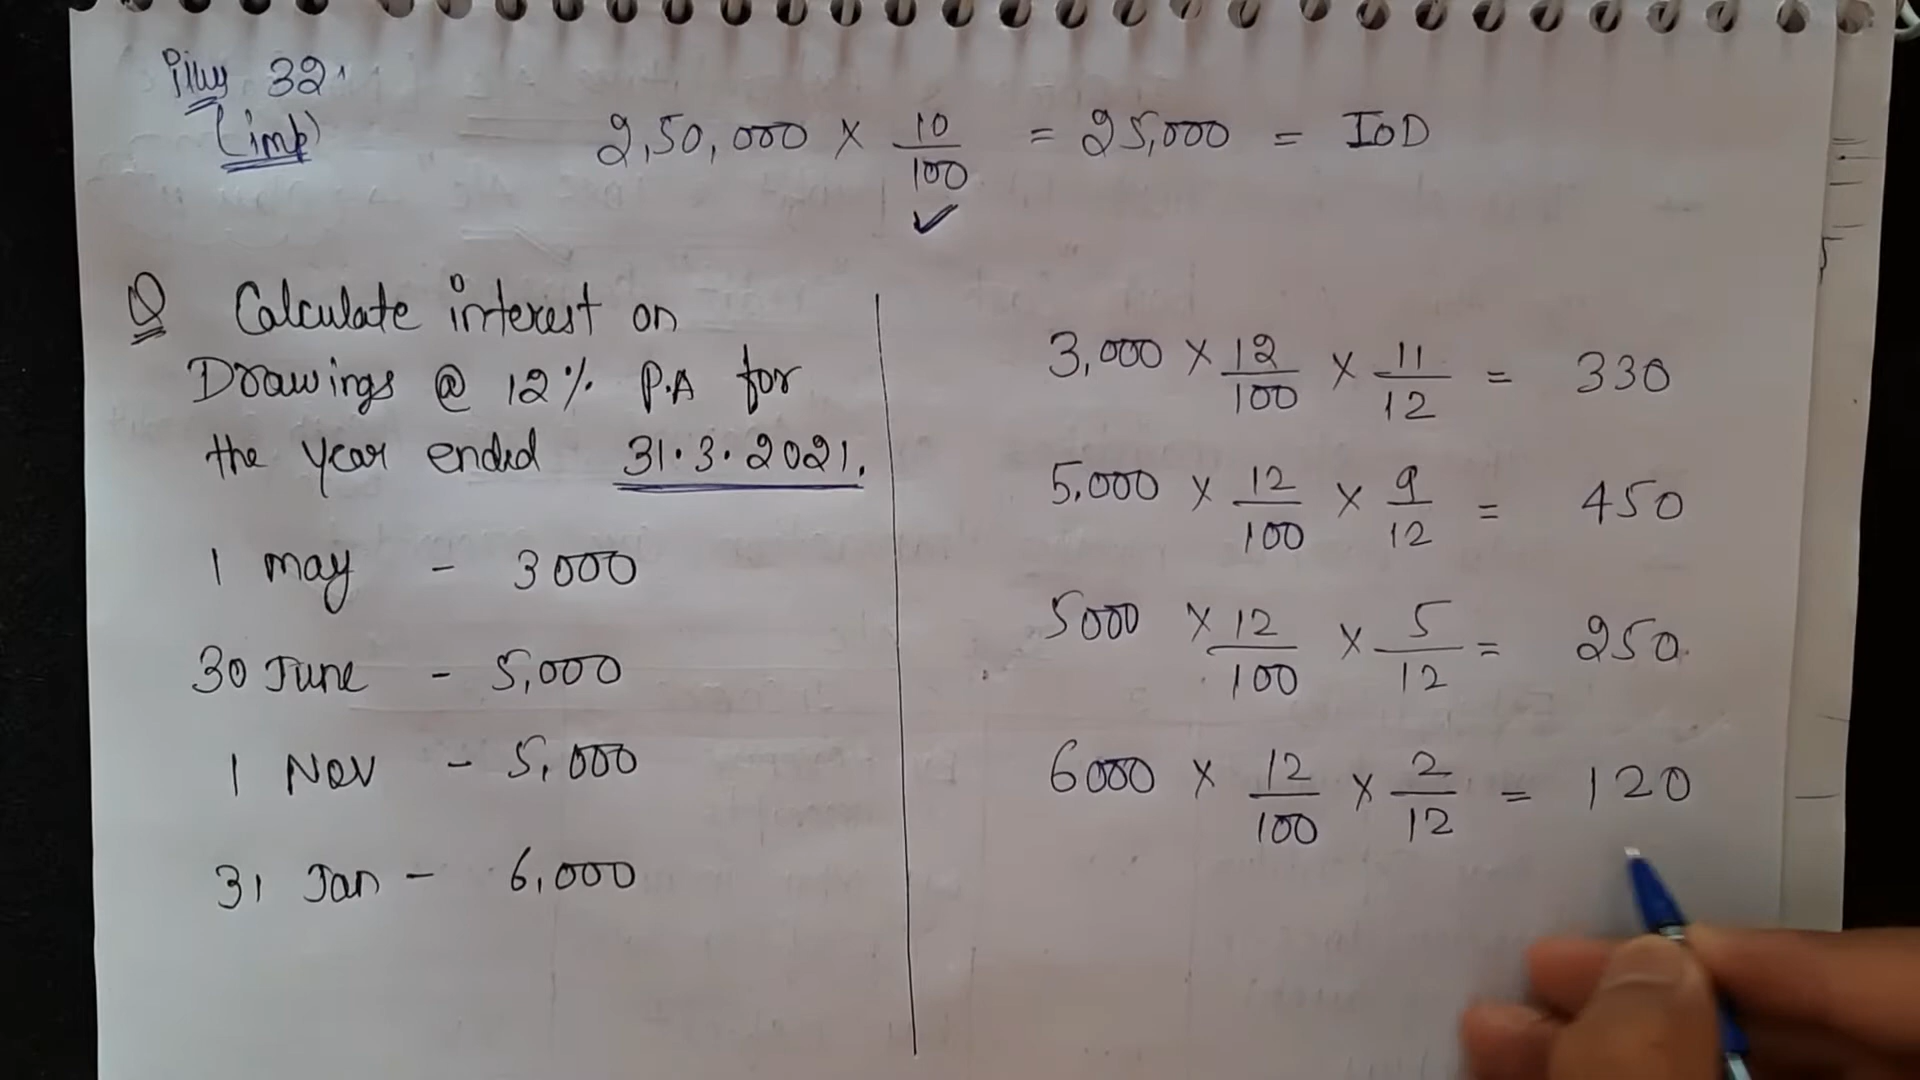 illus 32
(imp)
2,50,000 × 10/100 = 25,000 = IOD
✓
Q Calculate interest on
Drawings @ 12% P.A for
the year ended 31.3.2021.
1 may - 3000
30 June - 5,000
1 Nov - 5,000
31 Jan - 6,000
3,000 × 12/100 × 11/12 = 330
5,000 × 12/100 × 9/12 = 450
5000 × 12/100 × 5/12 = 250
6000 × 12/100 × 2/12 = 120